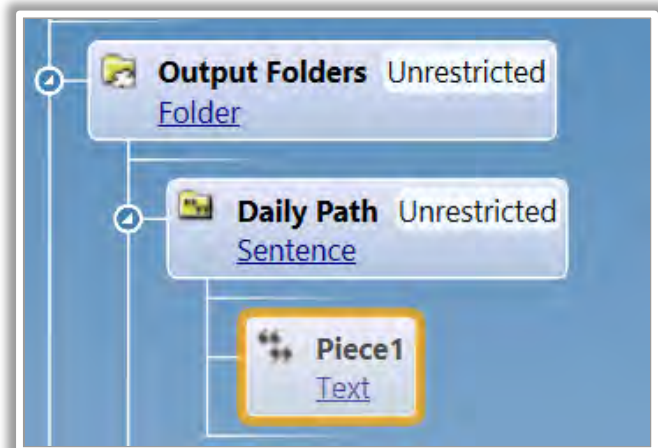 Output Folders Unrestricted
Folder
Daily Path Unrestricted
Sentence
Piece1
Text